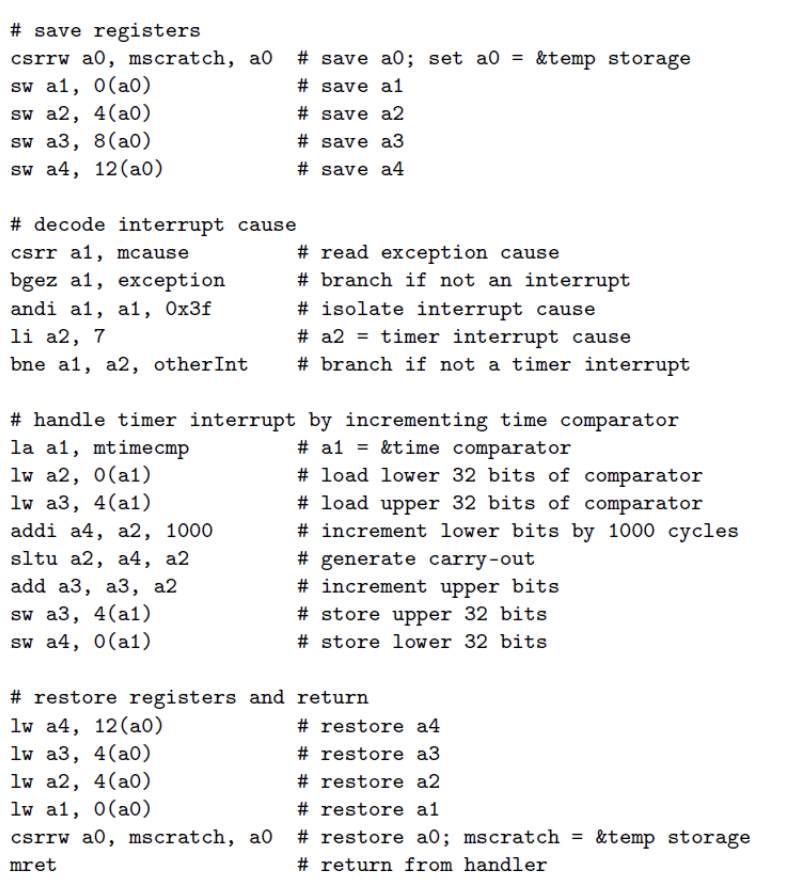 # save registers
csrrw a0, mscratch, a0  # save a0; set a0 = &temp storage
sw a1, 0(a0)            # save a1
sw a2, 4(a0)            # save a2
sw a3, 8(a0)            # save a3
sw a4, 12(a0)           # save a4

# decode interrupt cause
csrr a1, mcause         # read exception cause
bgez a1, exception      # branch if not an interrupt
andi a1, a1, 0x3f       # isolate interrupt cause
li a2, 7                # a2 = timer interrupt cause
bne a1, a2, otherInt    # branch if not a timer interrupt

# handle timer interrupt by incrementing time comparator
la a1, mtimecmp         # a1 = &time comparator
lw a2, 0(a1)            # load lower 32 bits of comparator
lw a3, 4(a1)            # load upper 32 bits of comparator
addi a4, a2, 1000       # increment lower bits by 1000 cycles
sltu a2, a4, a2         # generate carry-out
add a3, a3, a2          # increment upper bits
sw a3, 4(a1)            # store upper 32 bits
sw a4, 0(a1)            # store lower 32 bits

# restore registers and return
lw a4, 12(a0)           # restore a4
lw a3, 4(a0)            # restore a3
lw a2, 4(a0)            # restore a2
lw a1, 0(a0)            # restore a1
csrrw a0, mscratch, a0  # restore a0; mscratch = &temp storage
mret                    # return from handler